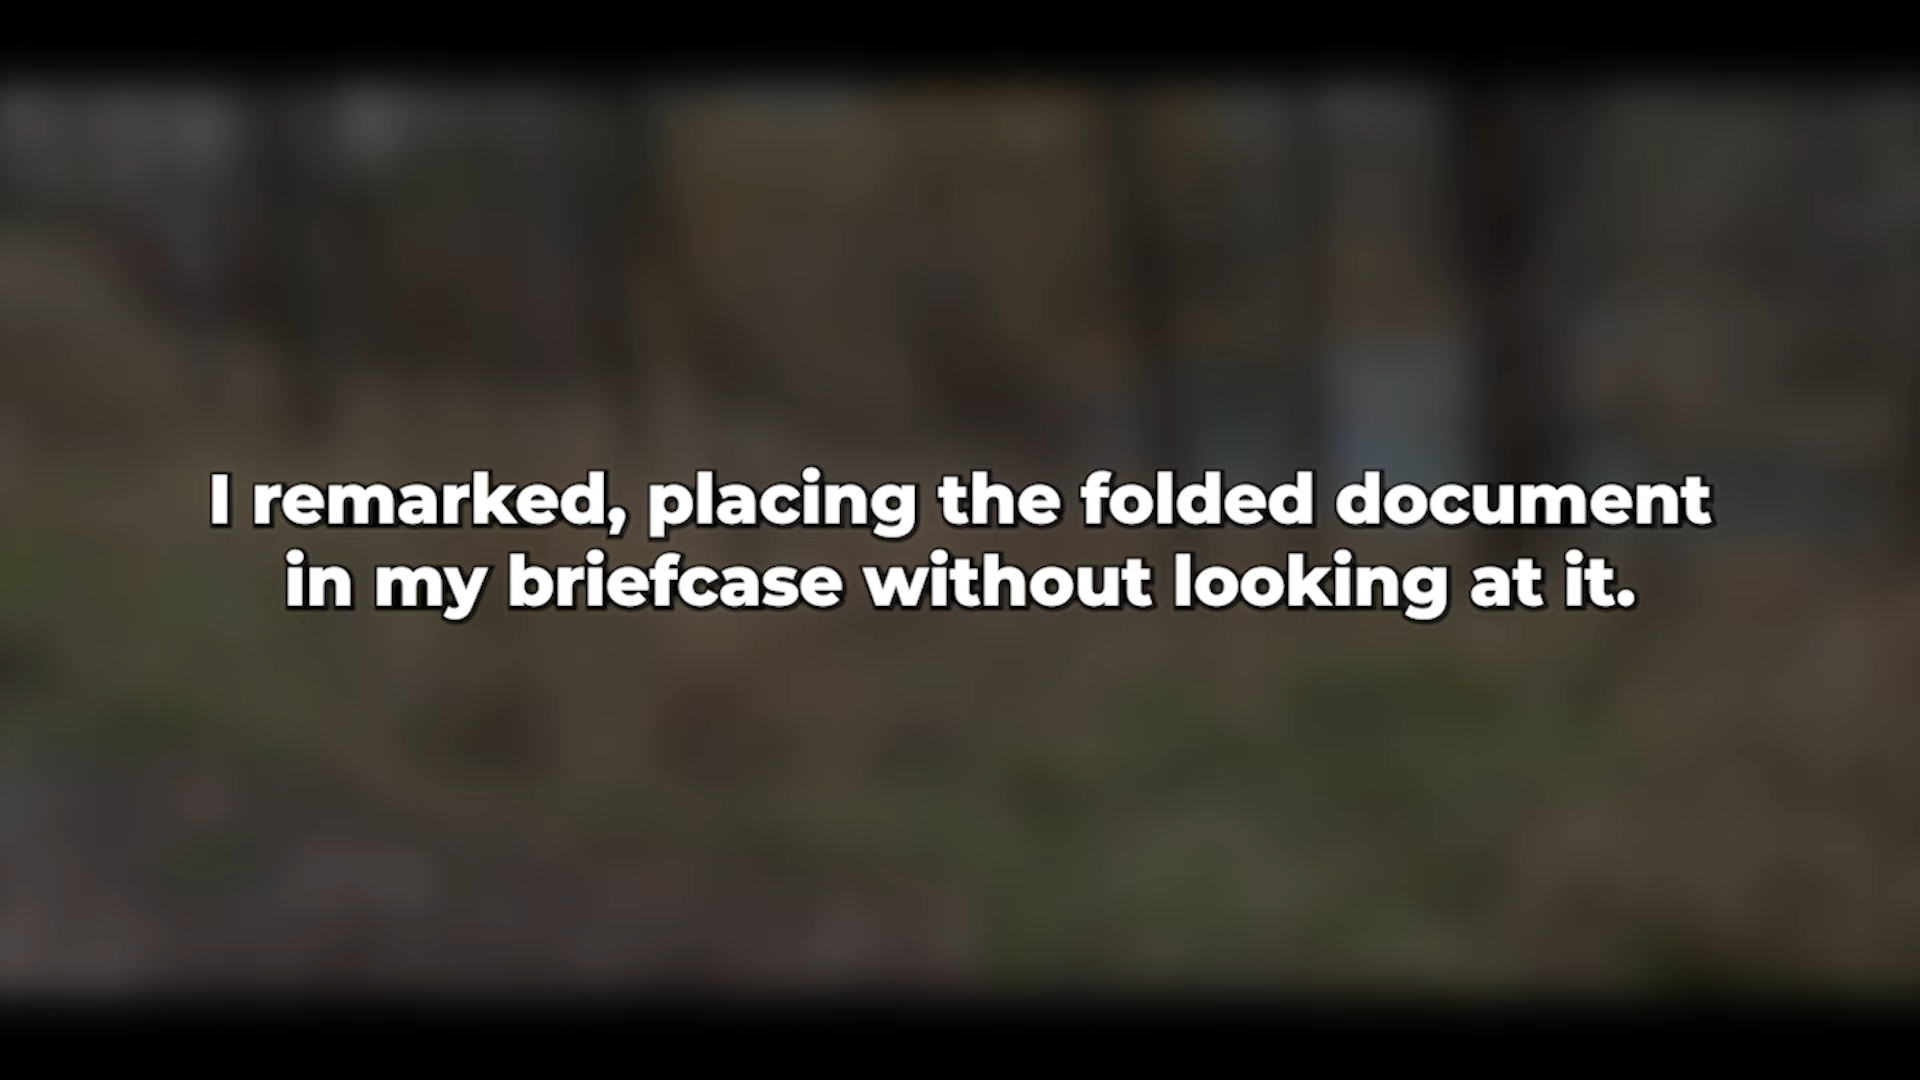 I remarked, placing the folded document
in my briefcase without looking at it.